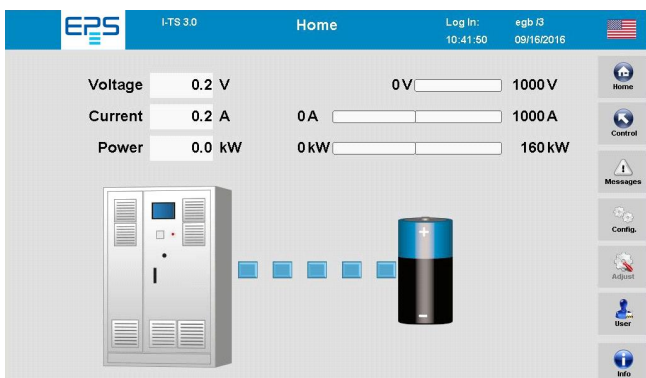 EPS
I-TS 3.0
Home
Log In: egb /3
10:41:50 09/16/2016
Voltage 0.2 V 0 V 1000 V
Current 0.2 A 0 A 1000 A
Power 0.0 kW 0 kW 160 kW
+
-
Home
Control
Messages
Config.
Adjust
User
Info